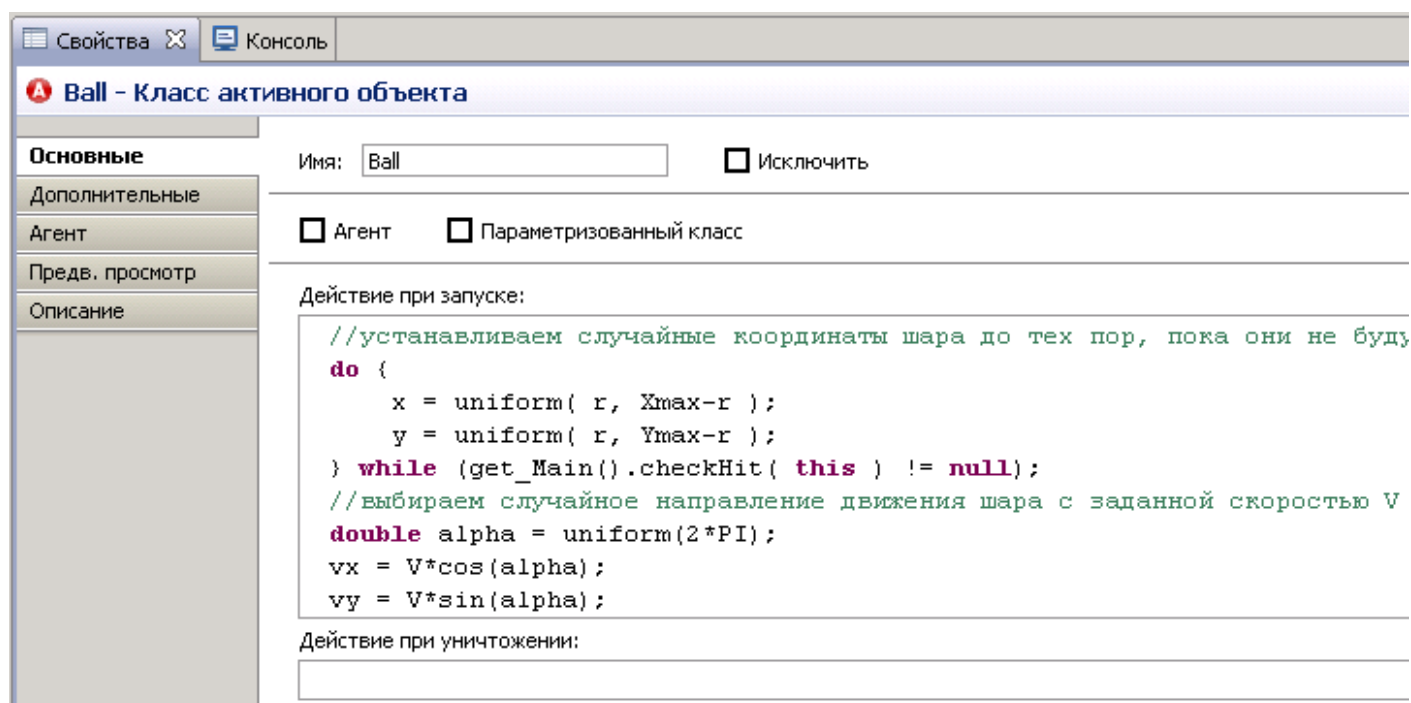 Свойства Консоль
Ball - Класс активного объекта
Основные
Дополнительные
Агент
Предв. просмотр
Описание
Имя: Ball Исключить
Агент Параметризованный класс
Действие при запуске:
//устанавливаем случайные координаты шара до тех пор, пока они не буду
do {
x = uniform( r, Xmax-r );
y = uniform( r, Ymax-r );
} while (get_Main().checkHit( this ) != null);
//выбираем случайное направление движения шара с заданной скоростью V
double alpha = uniform(2*PI);
vx = V*cos(alpha);
vy = V*sin(alpha);
Действие при уничтожении: